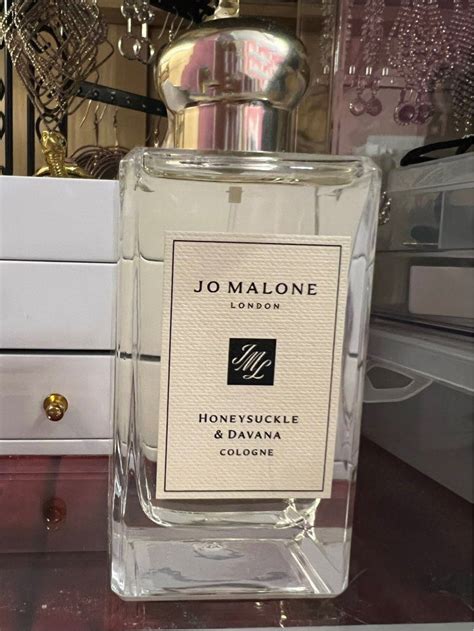 JO MALONE
LONDON
JML
HONEYSUCKLE
& DAVANA
COLOGNE